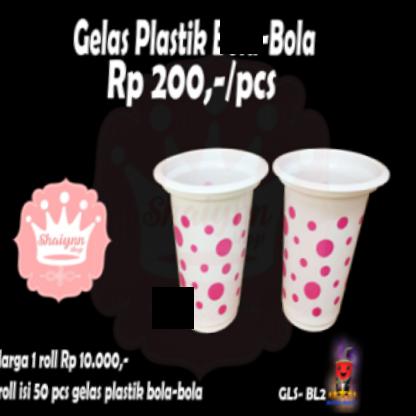 Gelas Plastik -Bola
Rp 200,-/pcs
Shaiynn
shop
1 roll Rp 10.000,-
roll isi 50 pcs gelas plastik bola-bola
GLS- BL2